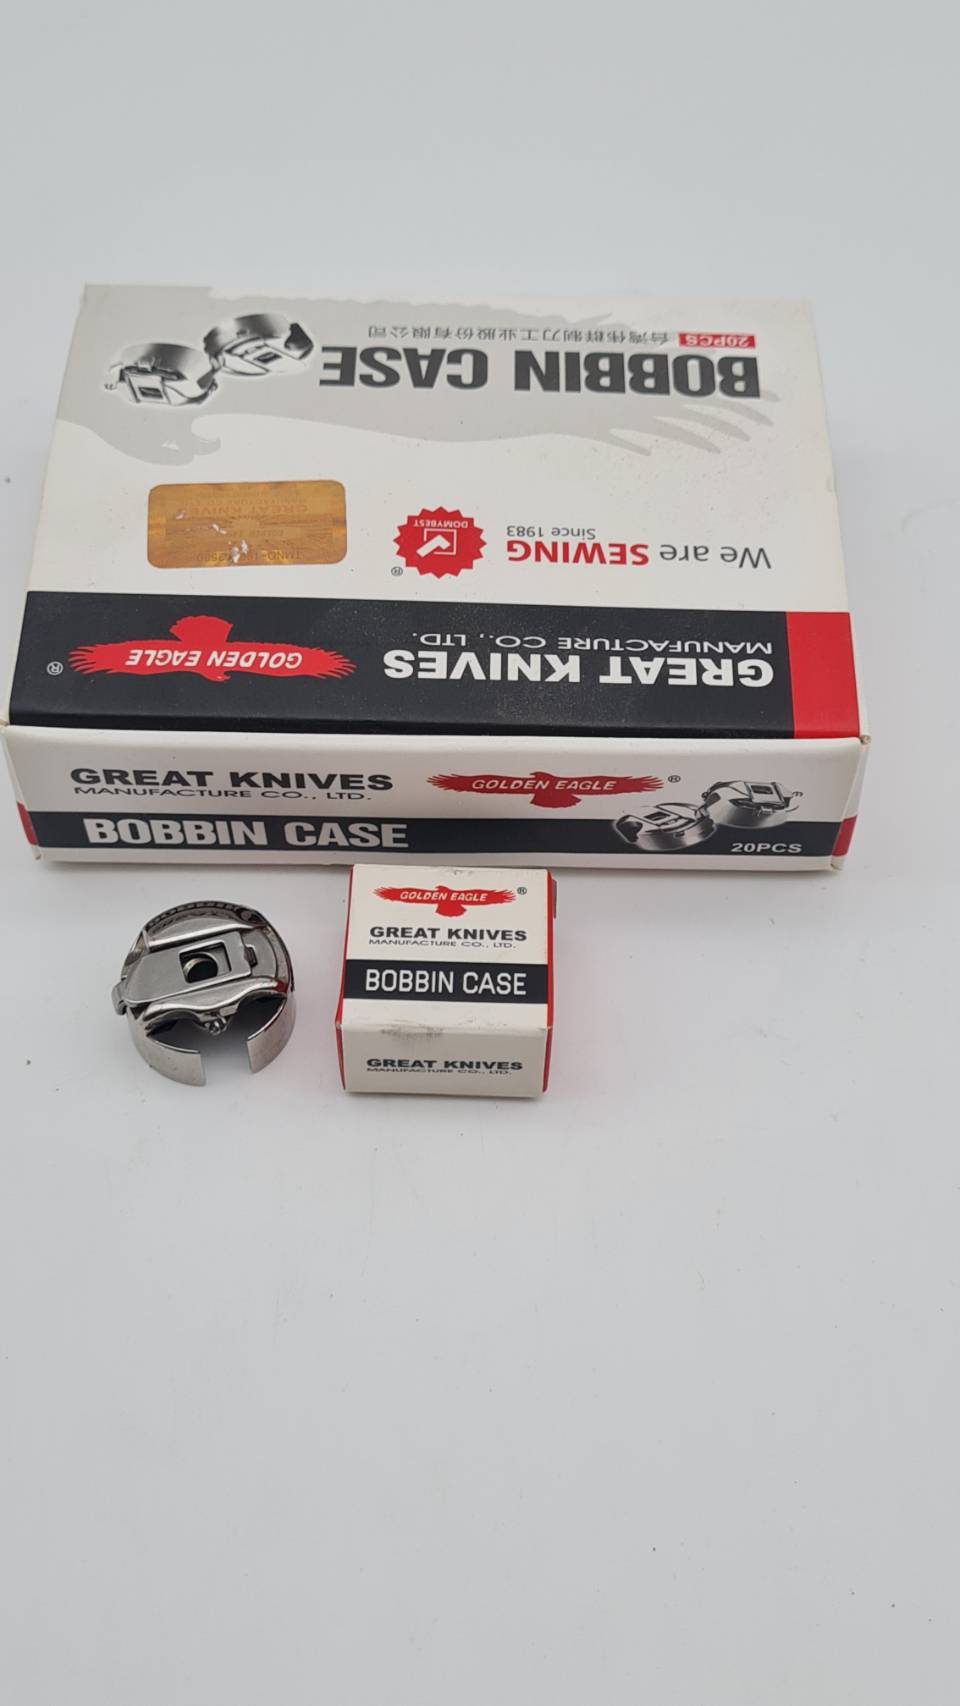 20PCS
台湾伟群制刀工业股份有限公司
BOBBIN CASE
We are SEWING
Since 1983
DOMYBEST
®
GREAT KNIVES
GREAT KNIVES
MANUFACTURE CO., LTD.
GOLDEN EAGLE
®
GREAT KNIVES
MANUFACTURE CO., LTD.
GOLDEN EAGLE
®
BOBBIN CASE
20PCS
GOLDEN EAGLE
®
GREAT KNIVES
MANUFACTURE CO., LTD.
BOBBIN CASE
GREAT KNIVES
MANUFACTURE CO., LTD.